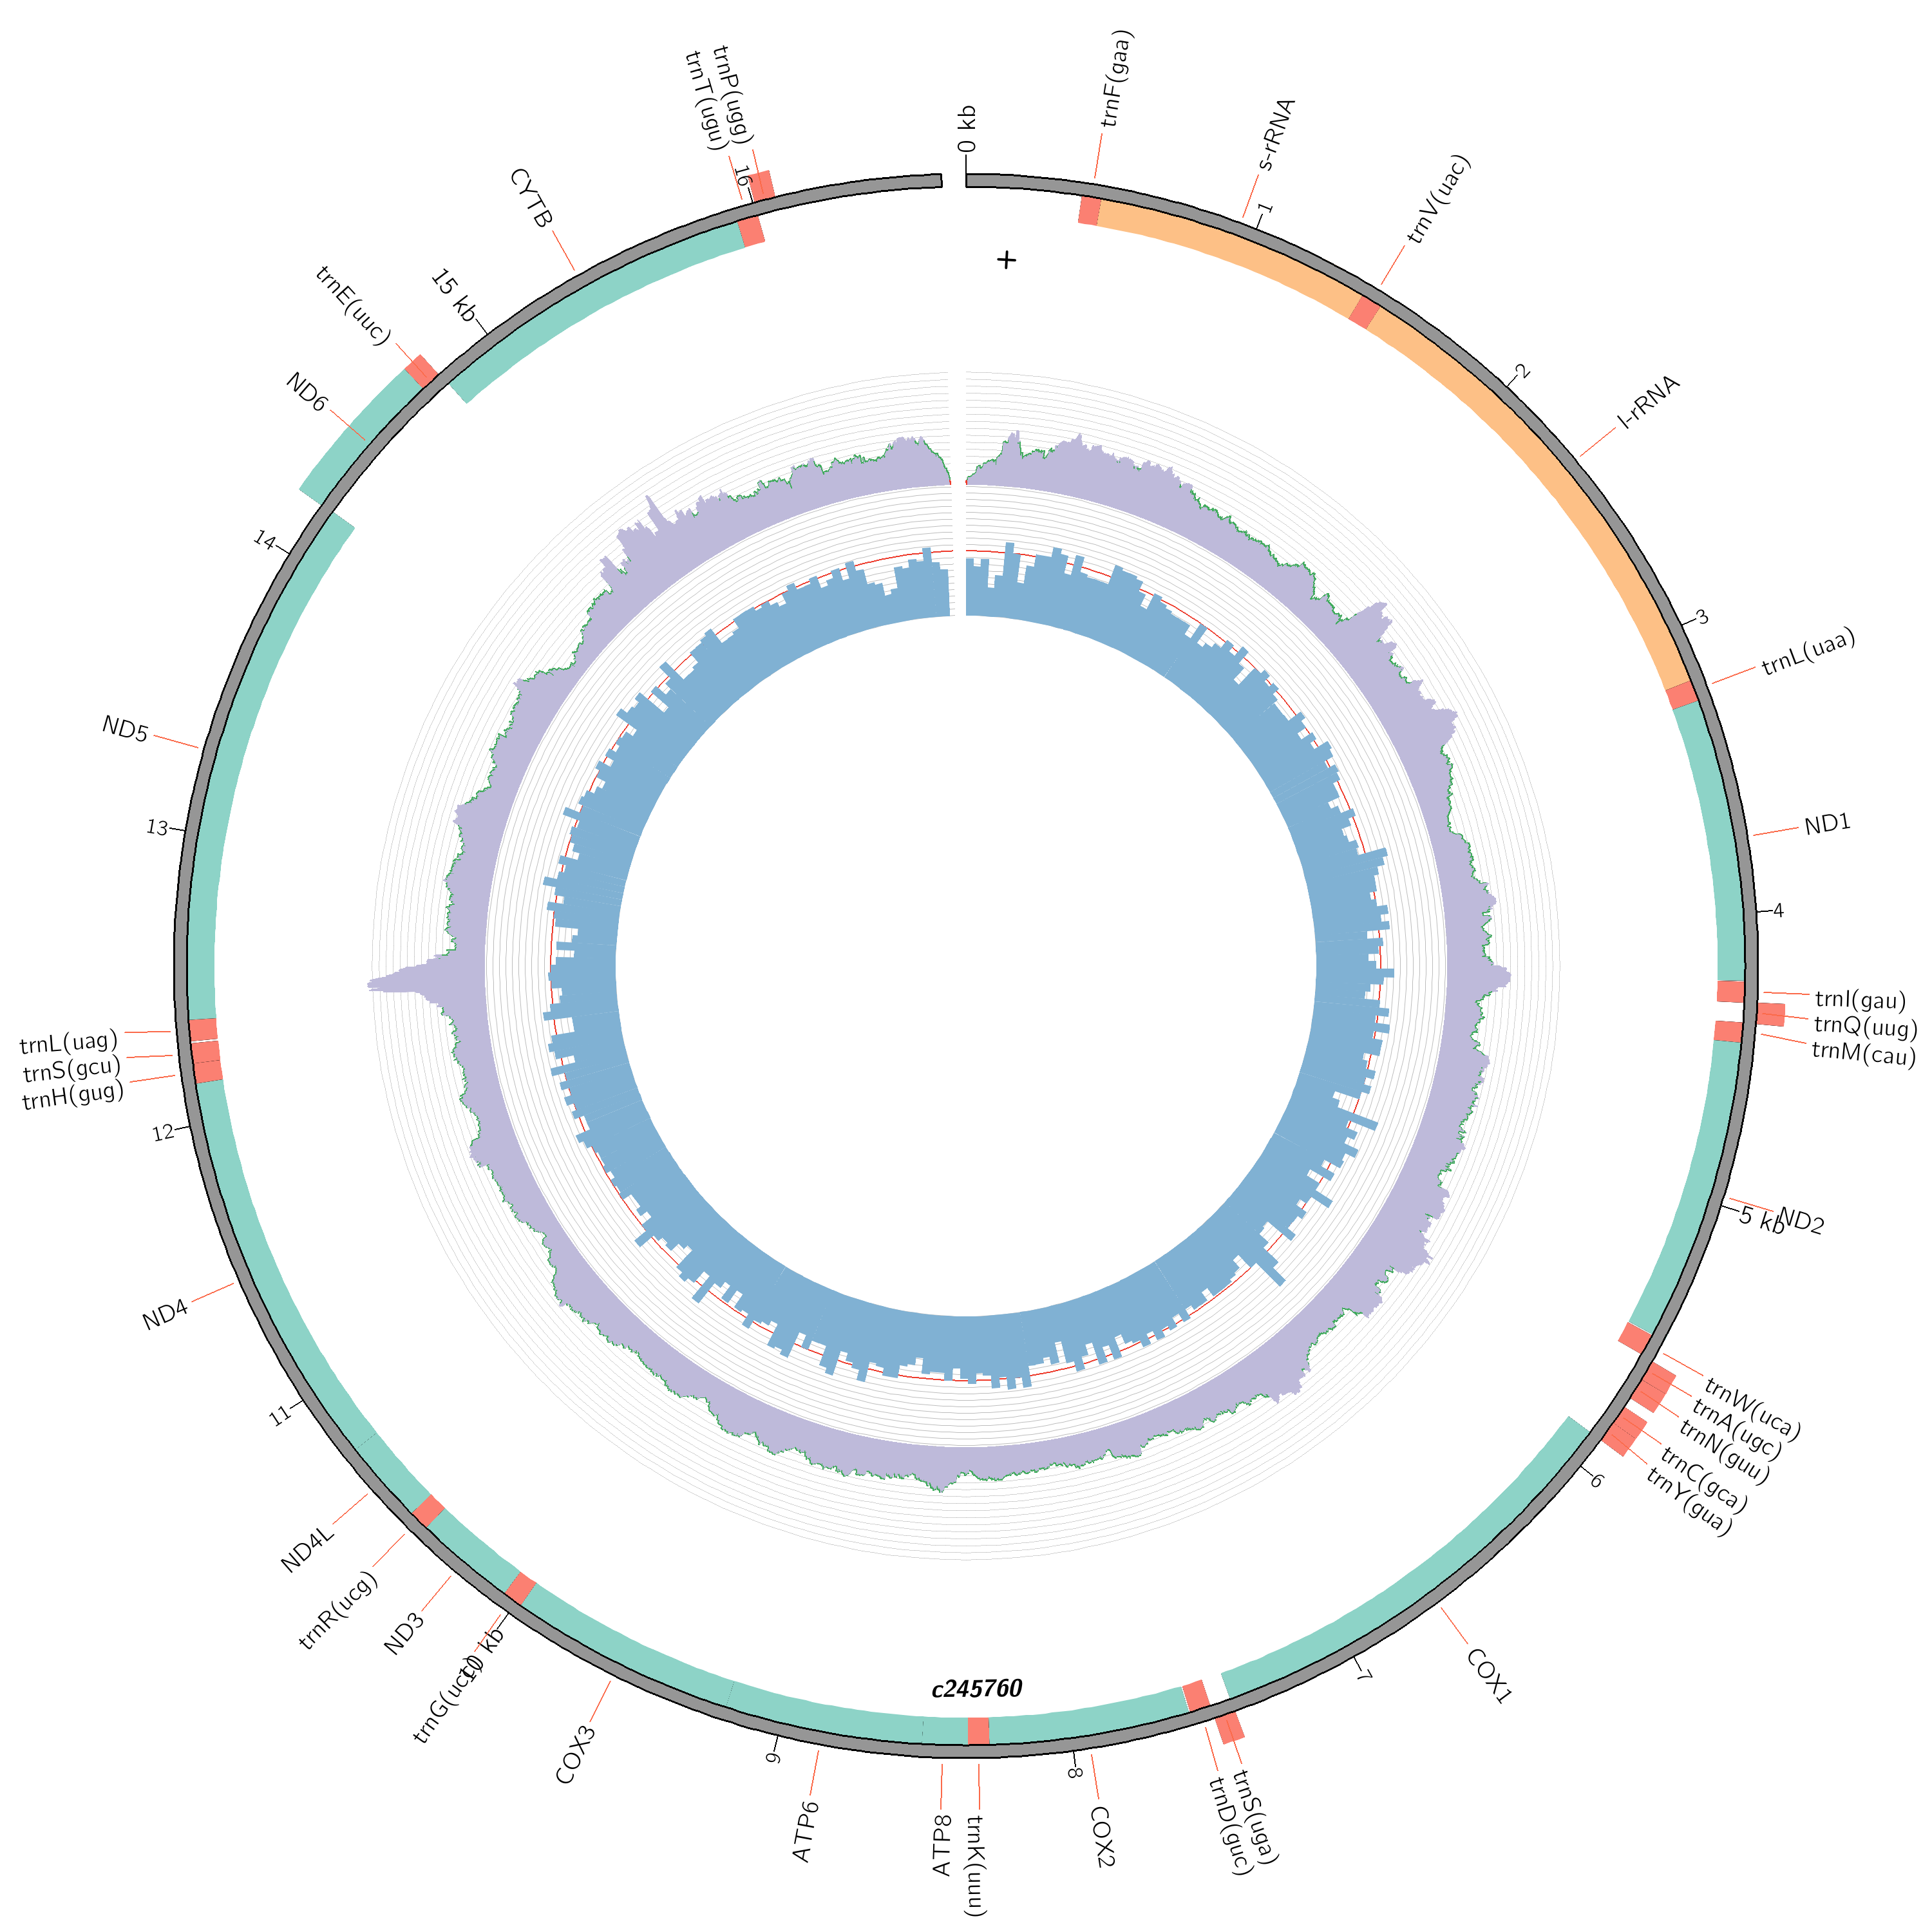 0 kb
trnF(gaa)
s-rRNA
1
trnV(uac)
2
l-rRNA
3
trnL(uaa)
ND1
4
trnI(gau)
trnQ(uug)
trnM(cau)
ND2
5 kb
trnW(uca)
trnA(ugc)
trnN(guu)
trnC(gca)
trnY(gua)
6
COX1
7
trnS(uga)
trnD(guc)
COX2
8
trnK(uuu)
ATP8
ATP6
9
COX3
10 kb
trnG(ucc)
ND3
trnR(ucg)
ND4L
11
ND4
12
trnH(gug)
trnS(gcu)
trnL(uag)
13
ND5
14
ND6
trnE(uuc)
15 kb
CYTB
16
trnT(ugu)
trnP(ugg)
+
c245760